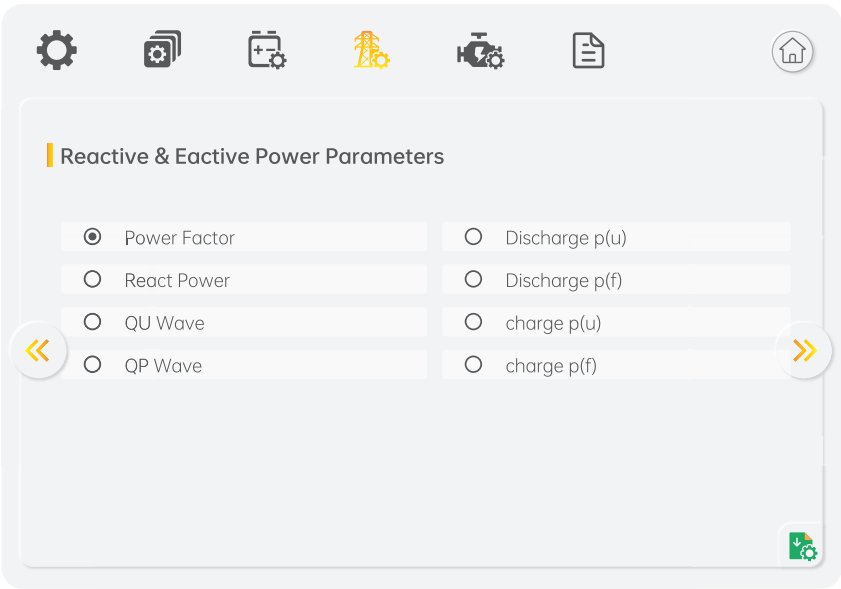 Reactive & Eactive Power Parameters
Power Factor
Discharge p(u)
React Power
Discharge p(f)
QU Wave
charge p(u)
QP Wave
charge p(f)